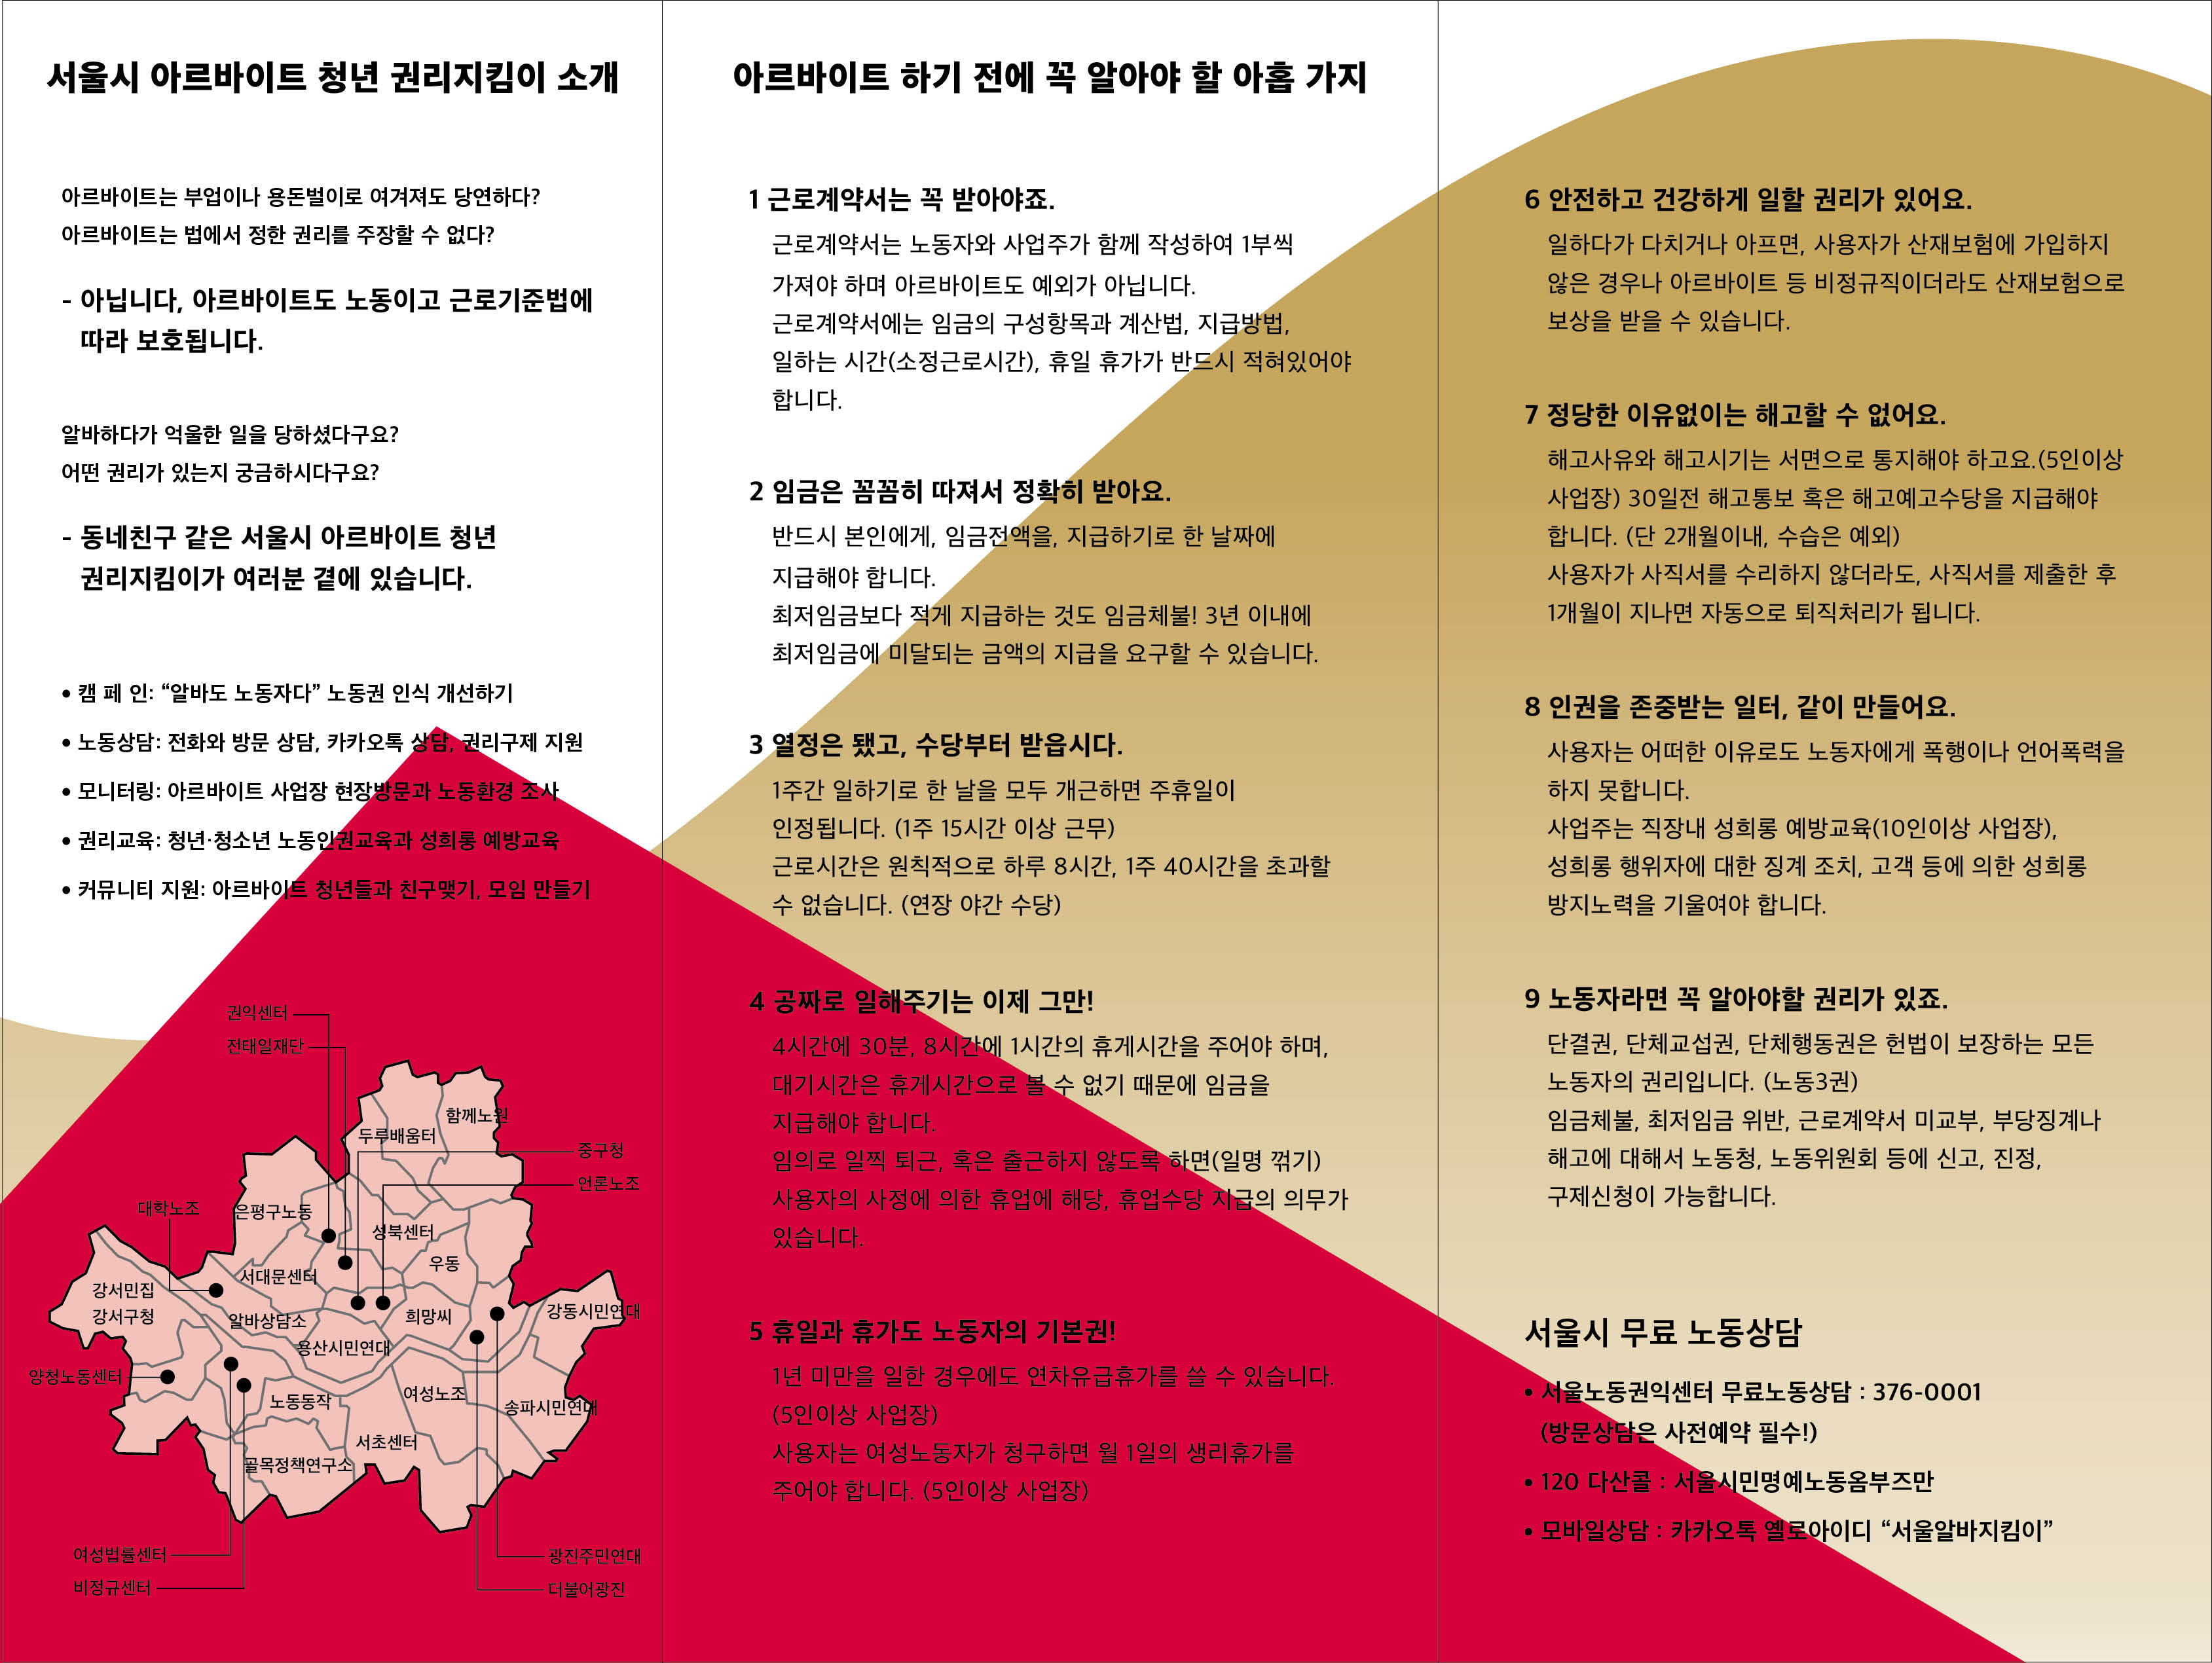 서울시 아르바이트 청년 권리지킴이 소개
아르바이트는 부업이나 용돈벌이로 여겨져도 당연하다?
아르바이트는 법에서 정한 권리를 주장할 수 없다?
- 아닙니다, 아르바이트도 노동이고 근로기준법에
따라 보호됩니다.
알바하다가 억울한 일을 당하셨다구요?
어떤 권리가 있는지 궁금하시다구요?
- 동네친구 같은 서울시 아르바이트 청년
권리지킴이가 여러분 곁에 있습니다.
• 캠 페 인: “알바도 노동자다” 노동권 인식 개선하기
• 노동상담: 전화와 방문 상담, 카카오톡 상담, 권리구제 지원
• 모니터링: 아르바이트 사업장 현장방문과 노동환경 조사
• 권리교육: 청년·청소년 노동인권교육과 성희롱 예방교육
• 커뮤니티 지원: 아르바이트 청년들과 친구맺기, 모임 만들기
권익센터
전태일재단
함께노원
두루배움터
중구청
언론노조
대학노조
은평구노동
성북센터
우동
서대문센터
강서민집
강서구청
알바상담소
희망씨
강동시민연대
용산시민연대
양청노동센터
노동동작
여성노조
송파시민연대
서초센터
골목정책연구소
여성법률센터
비정규센터
광진주민연대
더불어광진
아르바이트 하기 전에 꼭 알아야 할 아홉 가지
1 근로계약서는 꼭 받아야죠.
근로계약서는 노동자와 사업주가 함께 작성하여 1부씩
가져야 하며 아르바이트도 예외가 아닙니다.
근로계약서에는 임금의 구성항목과 계산법, 지급방법,
일하는 시간(소정근로시간), 휴일 휴가가 반드시 적혀있어야
합니다.
2 임금은 꼼꼼히 따져서 정확히 받아요.
반드시 본인에게, 임금전액을, 지급하기로 한 날짜에
지급해야 합니다.
최저임금보다 적게 지급하는 것도 임금체불! 3년 이내에
최저임금에 미달되는 금액의 지급을 요구할 수 있습니다.
3 열정은 됐고, 수당부터 받읍시다.
1주간 일하기로 한 날을 모두 개근하면 주휴일이
인정됩니다. (1주 15시간 이상 근무)
근로시간은 원칙적으로 하루 8시간, 1주 40시간을 초과할
수 없습니다. (연장 야간 수당)
4 공짜로 일해주기는 이제 그만!
4시간에 30분, 8시간에 1시간의 휴게시간을 주어야 하며,
대기시간은 휴게시간으로 볼 수 없기 때문에 임금을
지급해야 합니다.
임의로 일찍 퇴근, 혹은 출근하지 않도록 하면(일명 꺾기)
사용자의 사정에 의한 휴업에 해당, 휴업수당 지급의 의무가
있습니다.
5 휴일과 휴가도 노동자의 기본권!
1년 미만을 일한 경우에도 연차유급휴가를 쓸 수 있습니다.
(5인이상 사업장)
사용자는 여성노동자가 청구하면 월 1일의 생리휴가를
주어야 합니다. (5인이상 사업장)
6 안전하고 건강하게 일할 권리가 있어요.
일하다가 다치거나 아프면, 사용자가 산재보험에 가입하지
않은 경우나 아르바이트 등 비정규직이더라도 산재보험으로
보상을 받을 수 있습니다.
7 정당한 이유없이는 해고할 수 없어요.
해고사유와 해고시기는 서면으로 통지해야 하고요.(5인이상
사업장) 30일전 해고통보 혹은 해고예고수당을 지급해야
합니다. (단 2개월이내, 수습은 예외)
사용자가 사직서를 수리하지 않더라도, 사직서를 제출한 후
1개월이 지나면 자동으로 퇴직처리가 됩니다.
8 인권을 존중받는 일터, 같이 만들어요.
사용자는 어떠한 이유로도 노동자에게 폭행이나 언어폭력을
하지 못합니다.
사업주는 직장내 성희롱 예방교육(10인이상 사업장),
성희롱 행위자에 대한 징계 조치, 고객 등에 의한 성희롱
방지노력을 기울여야 합니다.
9 노동자라면 꼭 알아야할 권리가 있죠.
단결권, 단체교섭권, 단체행동권은 헌법이 보장하는 모든
노동자의 권리입니다. (노동3권)
임금체불, 최저임금 위반, 근로계약서 미교부, 부당징계나
해고에 대해서 노동청, 노동위원회 등에 신고, 진정,
구제신청이 가능합니다.
서울시 무료 노동상담
• 서울노동권익센터 무료노동상담 : 376-0001
(방문상담은 사전예약 필수!)
• 120 다산콜 : 서울시민명예노동옴부즈만
• 모바일상담 : 카카오톡 옐로아이디 “서울알바지킴이”